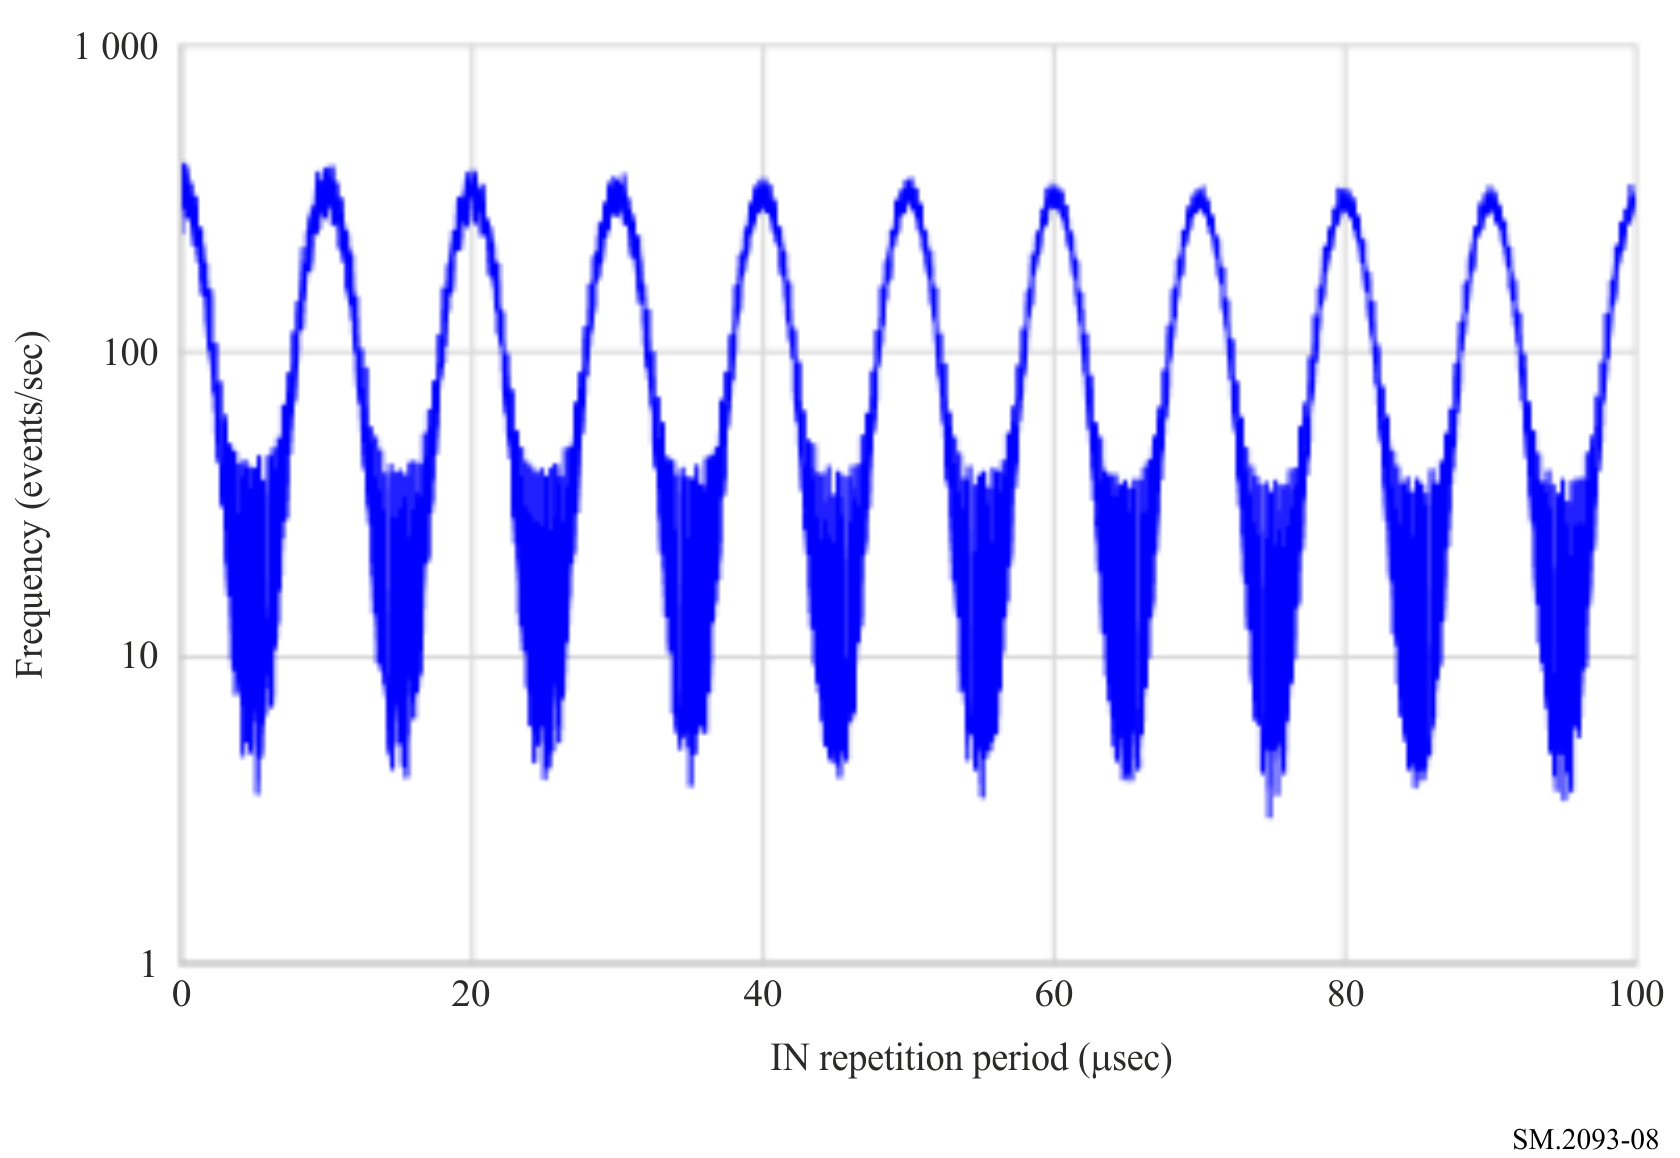 1 000
100
10
1
Frequency (events/sec)
0 20 40 60 80 100
IN repetition period (μsec)
SM.2093-08